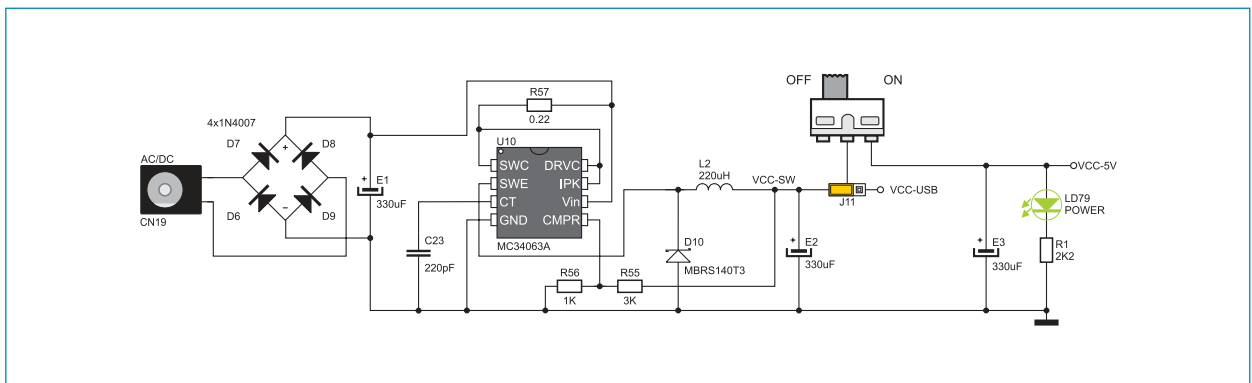 OFF ON
R57
0.22
4x1N4007
D7 D8
+
U10
AC/DC
SWC DRVC
SWE IPK
CT Vin
GND CMPR
MC34063A
L2
220uH
VCC-SW
VCC-5V
VCC-USB
J11
+ E1
330uF
LD79
POWER
D6 D9
−
CN19
C23
220pF
D10
MBRS140T3
+ E2
330uF
+ E3
330uF
R1
2K2
R56
1K
R55
3K